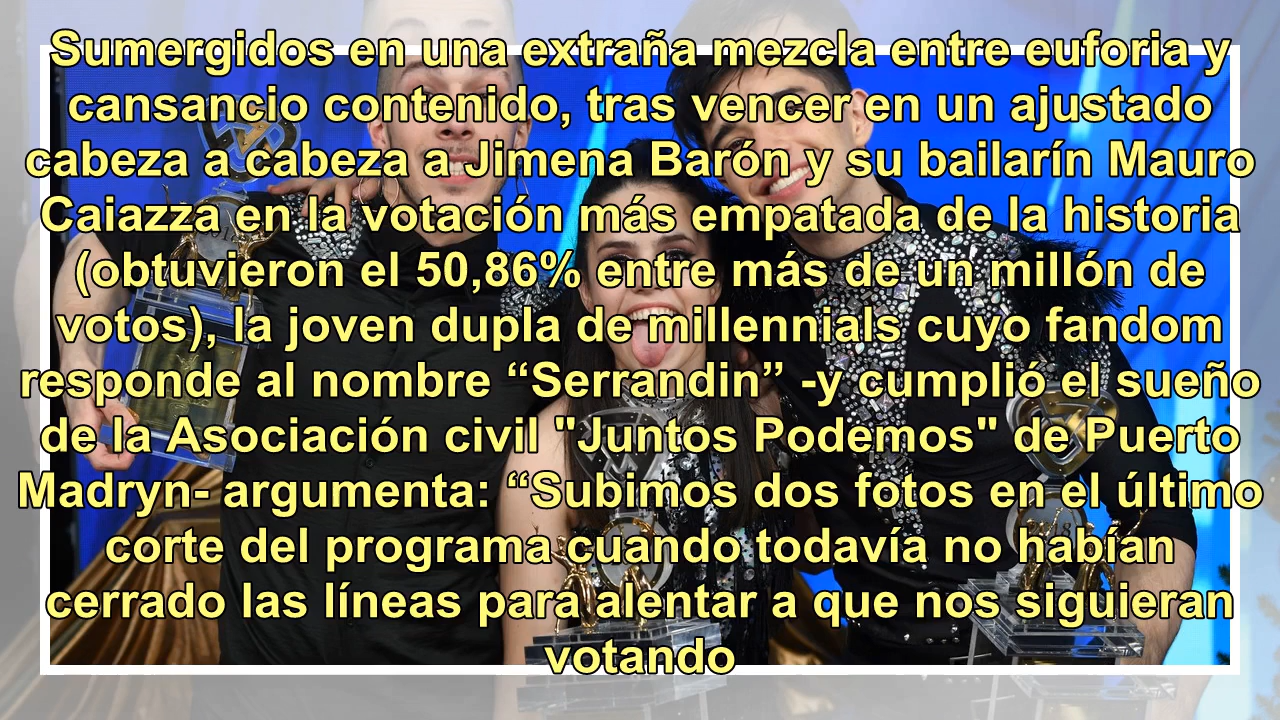 Sumergidos en una extraña mezcla entre euforia y
cansancio contenido, tras vencer en un ajustado
cabeza a cabeza a Jimena Barón y su bailarín Mauro
Caiazza en la votación más empatada de la historia
(obtuvieron el 50,86% entre más de un millón de
votos), la joven dupla de millennials cuyo fandom
responde al nombre “Serrandin” -y cumplió el sueño
de la Asociación civil "Juntos Podemos" de Puerto
Madryn- argumenta: “Subimos dos fotos en el último
corte del programa cuando todavía no habían
cerrado las líneas para alentar a que nos siguieran
votando